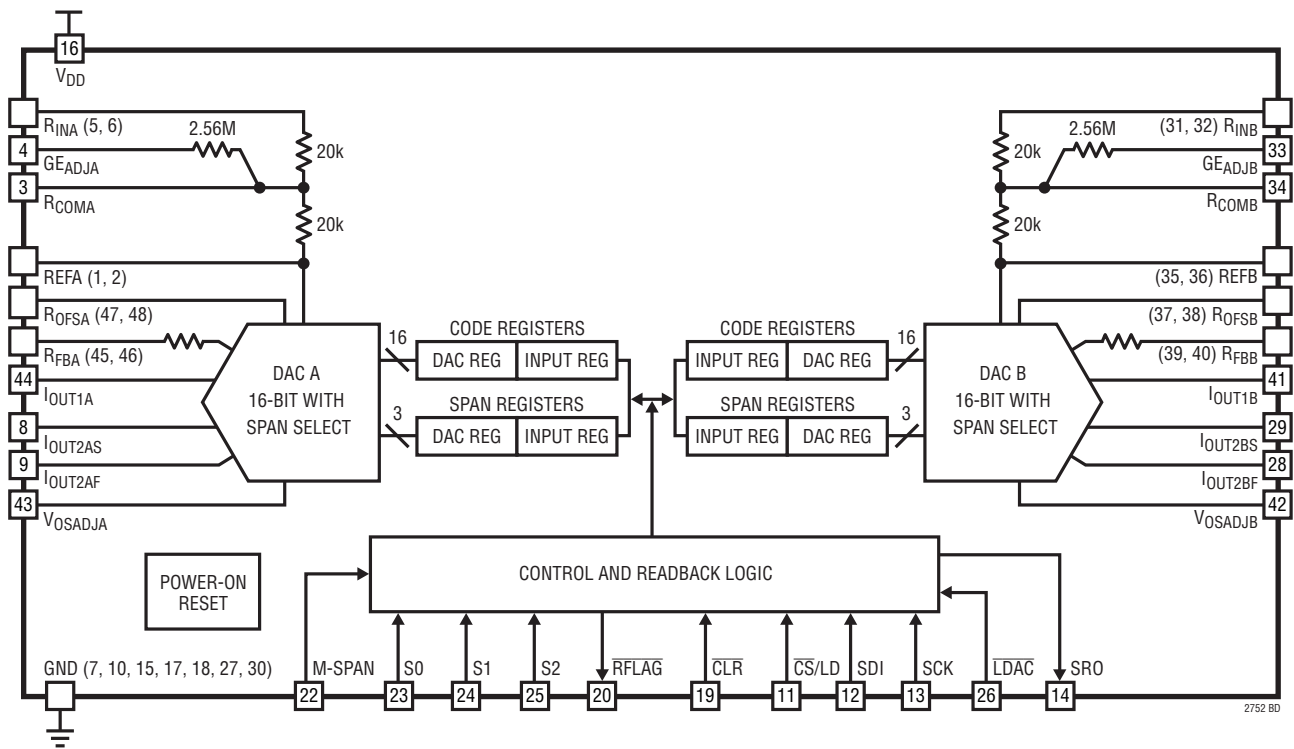 16
VDD
RINA (5, 6)
2.56M
20k
4
GEADJA
3
RCOMA
20k
REFA (1, 2)
ROFSA (47, 48)
RFBA (45, 46)
44
IOUT1A
8
IOUT2AS
9
IOUT2AF
43
VOSADJA
DAC A
16-BIT WITH
SPAN SELECT
16
CODE REGISTERS
DAC REG INPUT REG
3
SPAN REGISTERS
DAC REG INPUT REG
CODE REGISTERS
16
INPUT REG DAC REG
SPAN REGISTERS
3
INPUT REG DAC REG
DAC B
16-BIT WITH
SPAN SELECT
(31, 32) RINB
2.56M
20k
33
GEADJB
34
RCOMB
20k
(35, 36) REFB
(37, 38) ROFSB
(39, 40) RFBB
41
IOUT1B
29
IOUT2BS
28
IOUT2BF
42
VOSADJB
POWER-ON
RESET
CONTROL AND READBACK LOGIC
GND (7, 10, 15, 17, 18, 27, 30) M-SPAN S0 S1 S2 RFLAG CLR CS/LD SDI SCK LDAC SRO
22 23 24 25 20 19 11 12 13 26 14
2752 BD